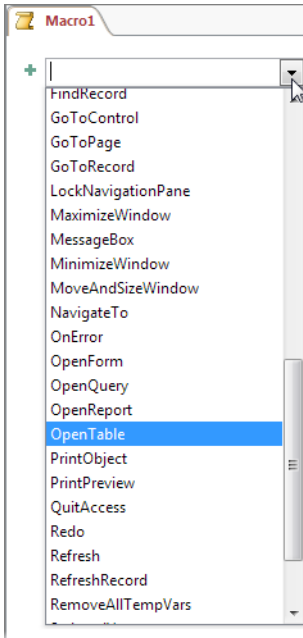 Macro1
FindRecord
GoToControl
GoToPage
GoToRecord
LockNavigationPane
MaximizeWindow
MessageBox
MinimizeWindow
MoveAndSizeWindow
NavigateTo
OnError
OpenForm
OpenQuery
OpenReport
OpenTable
PrintObject
PrintPreview
QuitAccess
Redo
Refresh
RefreshRecord
RemoveAllTempVars